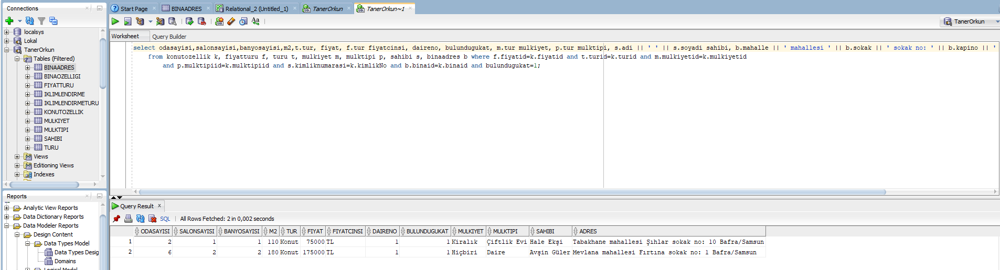 Connections
localsys
Lokal
TanerOrkun
Tables (Filtered)
BINAADRES
BINAOZELLIGI
FIYATTURU
IKLIMLENDIRME
IKLIMLENDIRMETURU
KONUTOZELLIK
MULKIYET
MULKTIPI
SAHIBI
TURU
Views
Editioning Views
Indexes
Reports
Analytic View Reports
Data Dictionary Reports
Data Modeler Reports
Design Content
Data Types Model
Data Types Desig
Domains
Logical Model
Start Page BINAADRES Relational_2 (Untitled_1) TanerOrkun TanerOrkun~1
TanerOrkun
Worksheet Query Builder
select odasayisi,salonsayisi,banyosayisi,m2,t.tur, fiyat, f.tur fiyatcinsi, daireno, bulundugukat, m.tur mulkiyet, p.tur mulktipi, s.adi || ' ' || s.soyadi sahibi, b.mahalle || ' mahallesi ' || b.sokak || ' sokak no: ' || b.kapino || '
from konutozellik k, fiyatturu f, turu t, mulkiyet m, mulktipi p, sahibi s, binaadres b where f.fiyatid=k.fiyatid and t.turid=k.turid and m.mulkiyetid=k.mulkiyetid
and p.mulktipiid=k.mulktipiid and s.kimliknumarasi=k.kimlikNo and b.binaid=k.binaid and bulundugukat=1;
Query Result
SQL All Rows Fetched: 2 in 0,002 seconds
ODASAYISI SALONSAYISI BANYOSAYISI M2 TUR FIYAT FIYATCINSI DAIRENO BULUNDUGUKAT MULKIYET MULKTIPI SAHIBI ADRES
1 2 1 1 110 Konut 75000 TL 1 1 Kiralık Çiftlik Evi Hale Ekşi Tabakhane mahallesi Şıhlar sokak no: 10 Bafra/Samsun
2 6 2 2 180 Konut 175000 TL 1 1 Hiçbiri Daire Avşin Güler Mevlana mahallesi Fırtına sokak no: 1 Bafra/Samsun